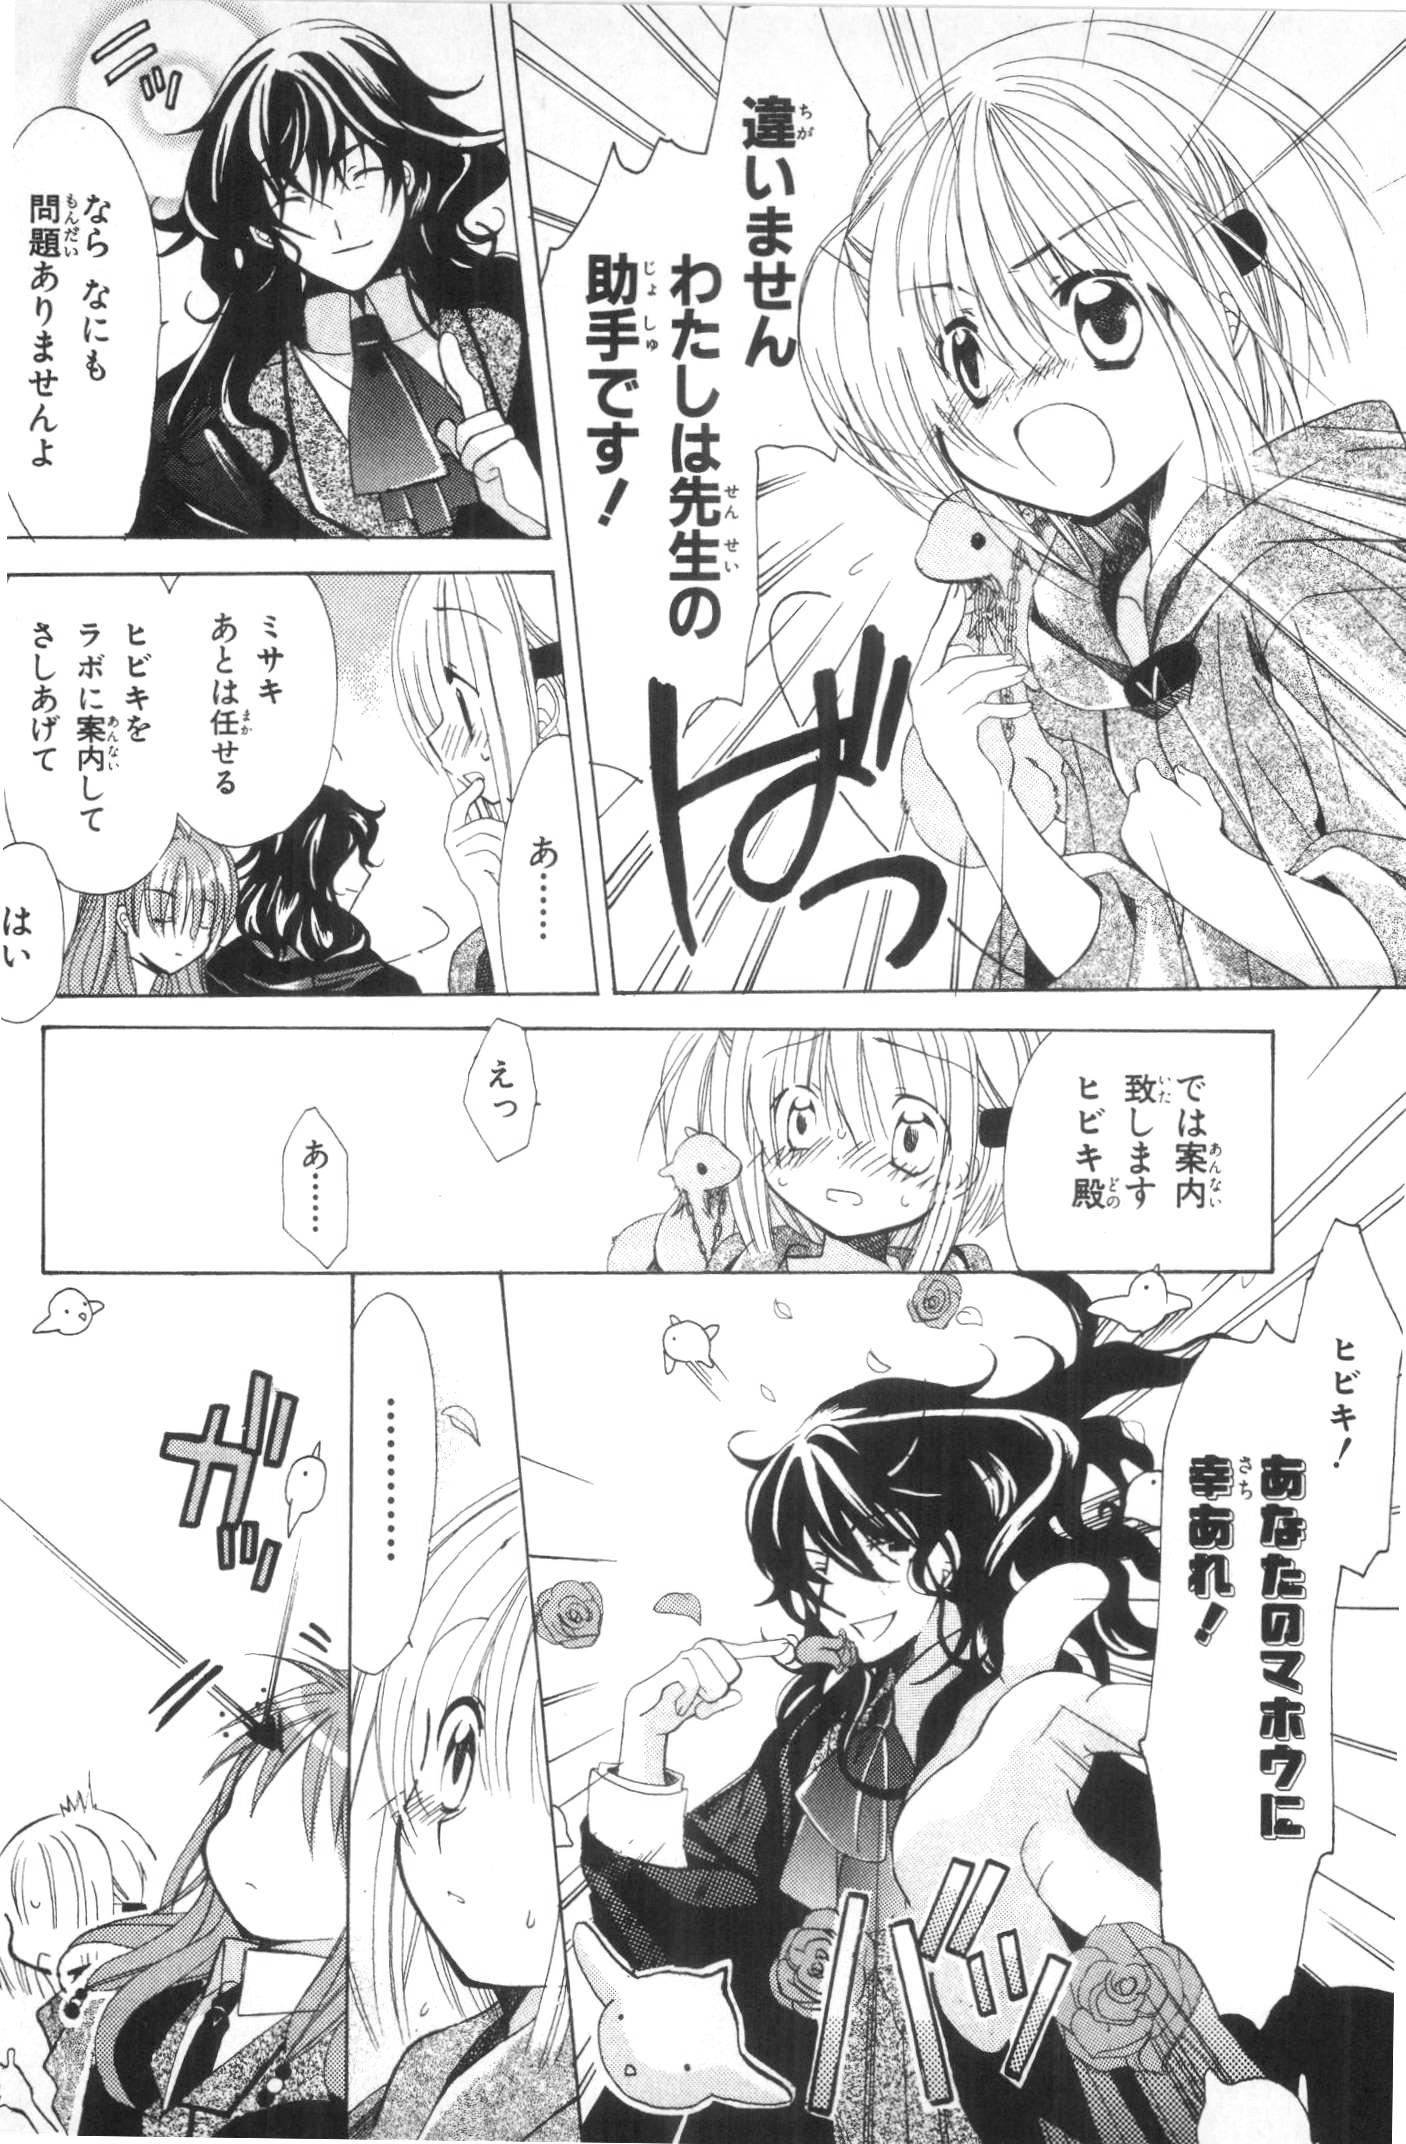 違いません
わたしは先生の
助手です！
ばっ
ニッ
なら なにも
問題ありませんよ
あ……
ミサキ
あとは任せる
ヒビキを
ラボに案内して
さしあげて
はい
では案内
致します
ヒビキ殿
えっ
あ……
ヒビキ！
あなたのマホウに
幸あれ！
バッ
…………
ガッ